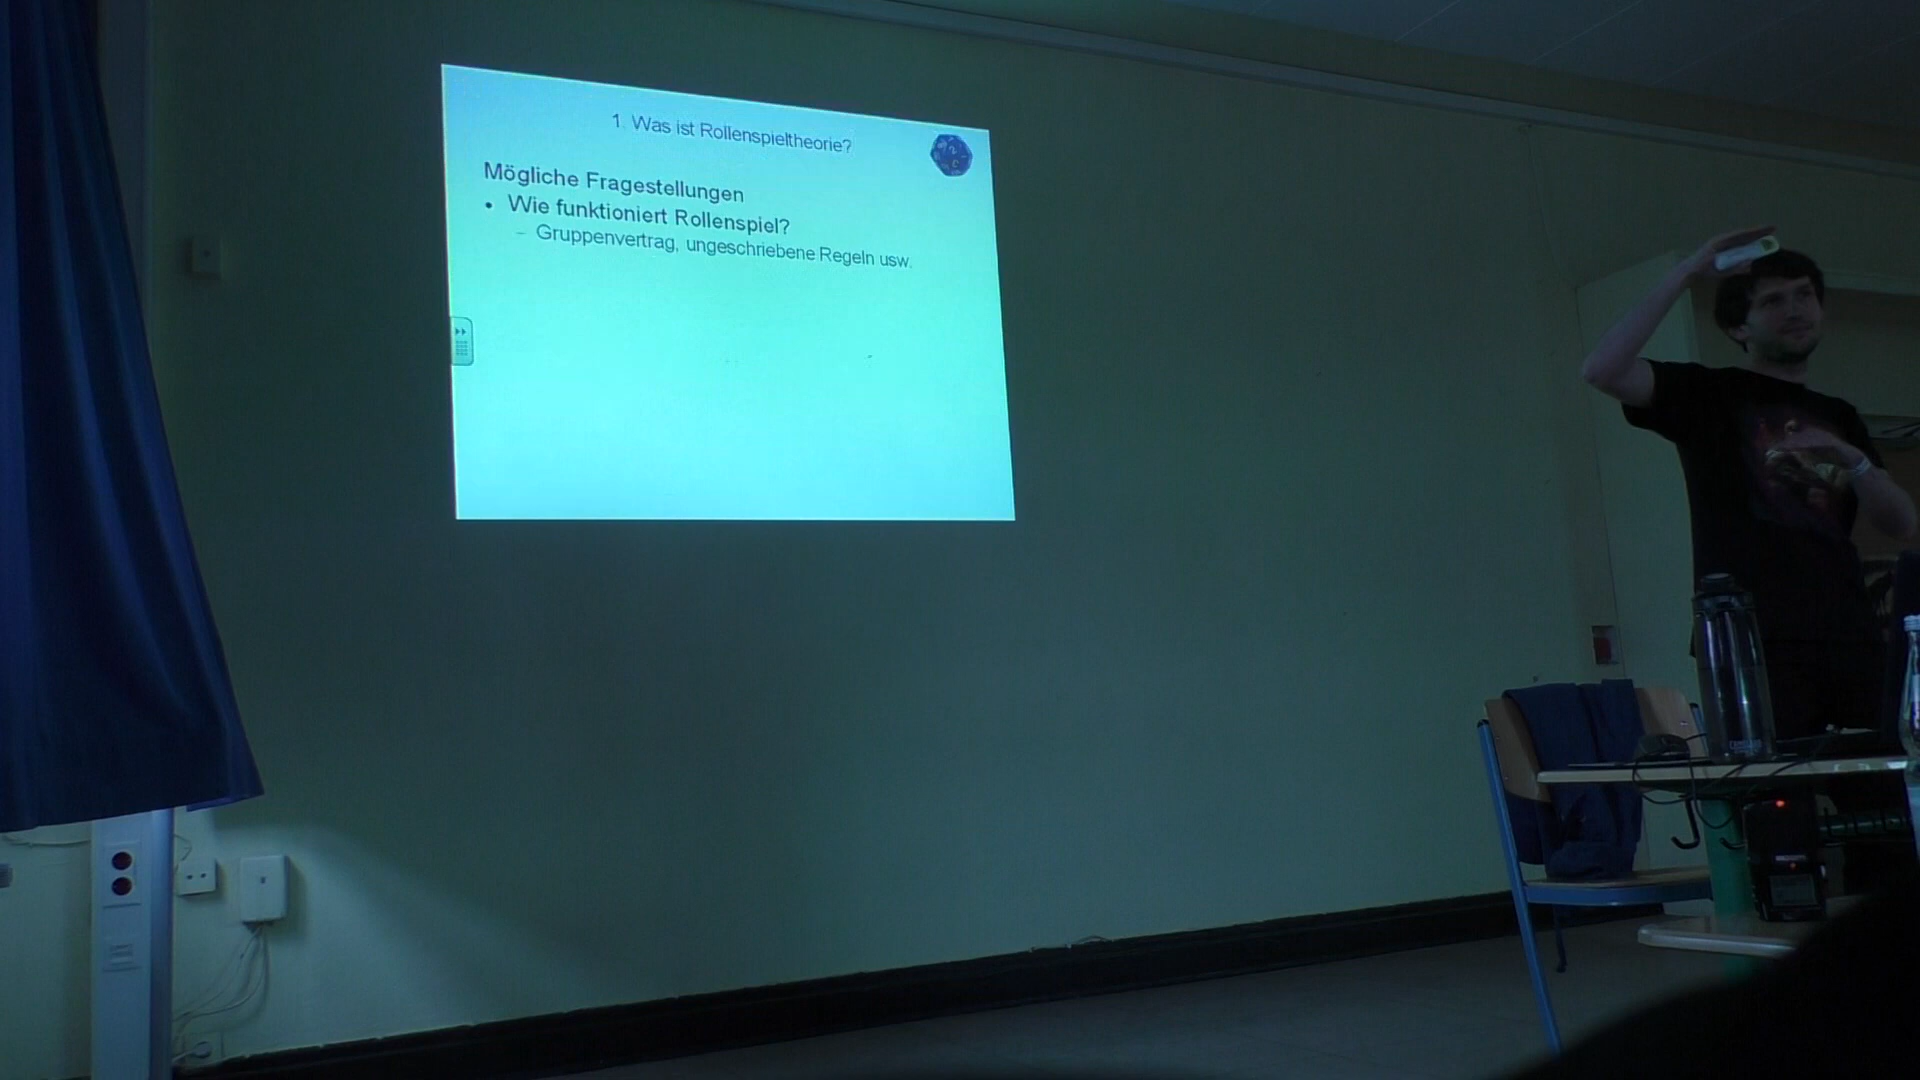 1. Was ist Rollenspieltheorie?
Mögliche Fragestellungen
• Wie funktioniert Rollenspiel?
– Gruppenvertrag, ungeschriebene Regeln usw.